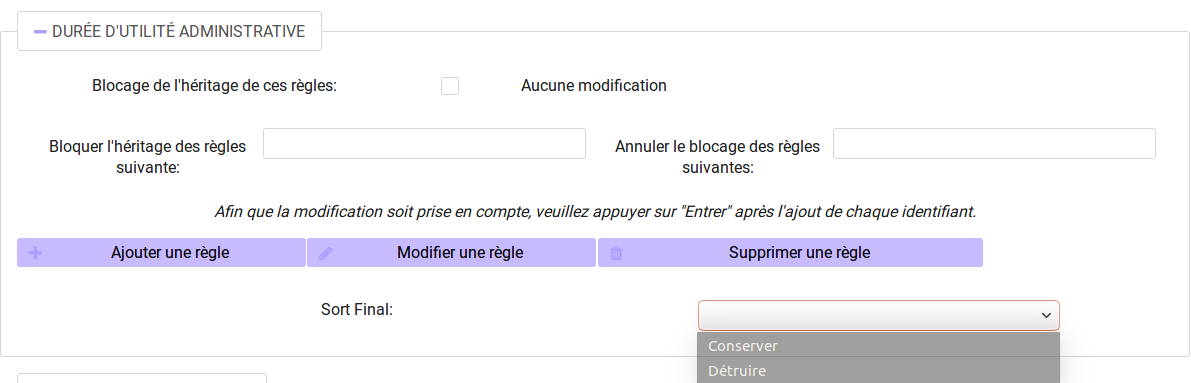 DURÉE D'UTILITÉ ADMINISTRATIVE
Blocage de l'héritage de ces règles: Aucune modification
Bloquer l'héritage des règles
suivante:
Annuler le blocage des règles
suivantes:
Afin que la modification soit prise en compte, veuillez appuyer sur "Entrer" après l'ajout de chaque identifiant.
Ajouter une règle Modifier une règle Supprimer une règle
Sort Final:
Conserver
Détruire